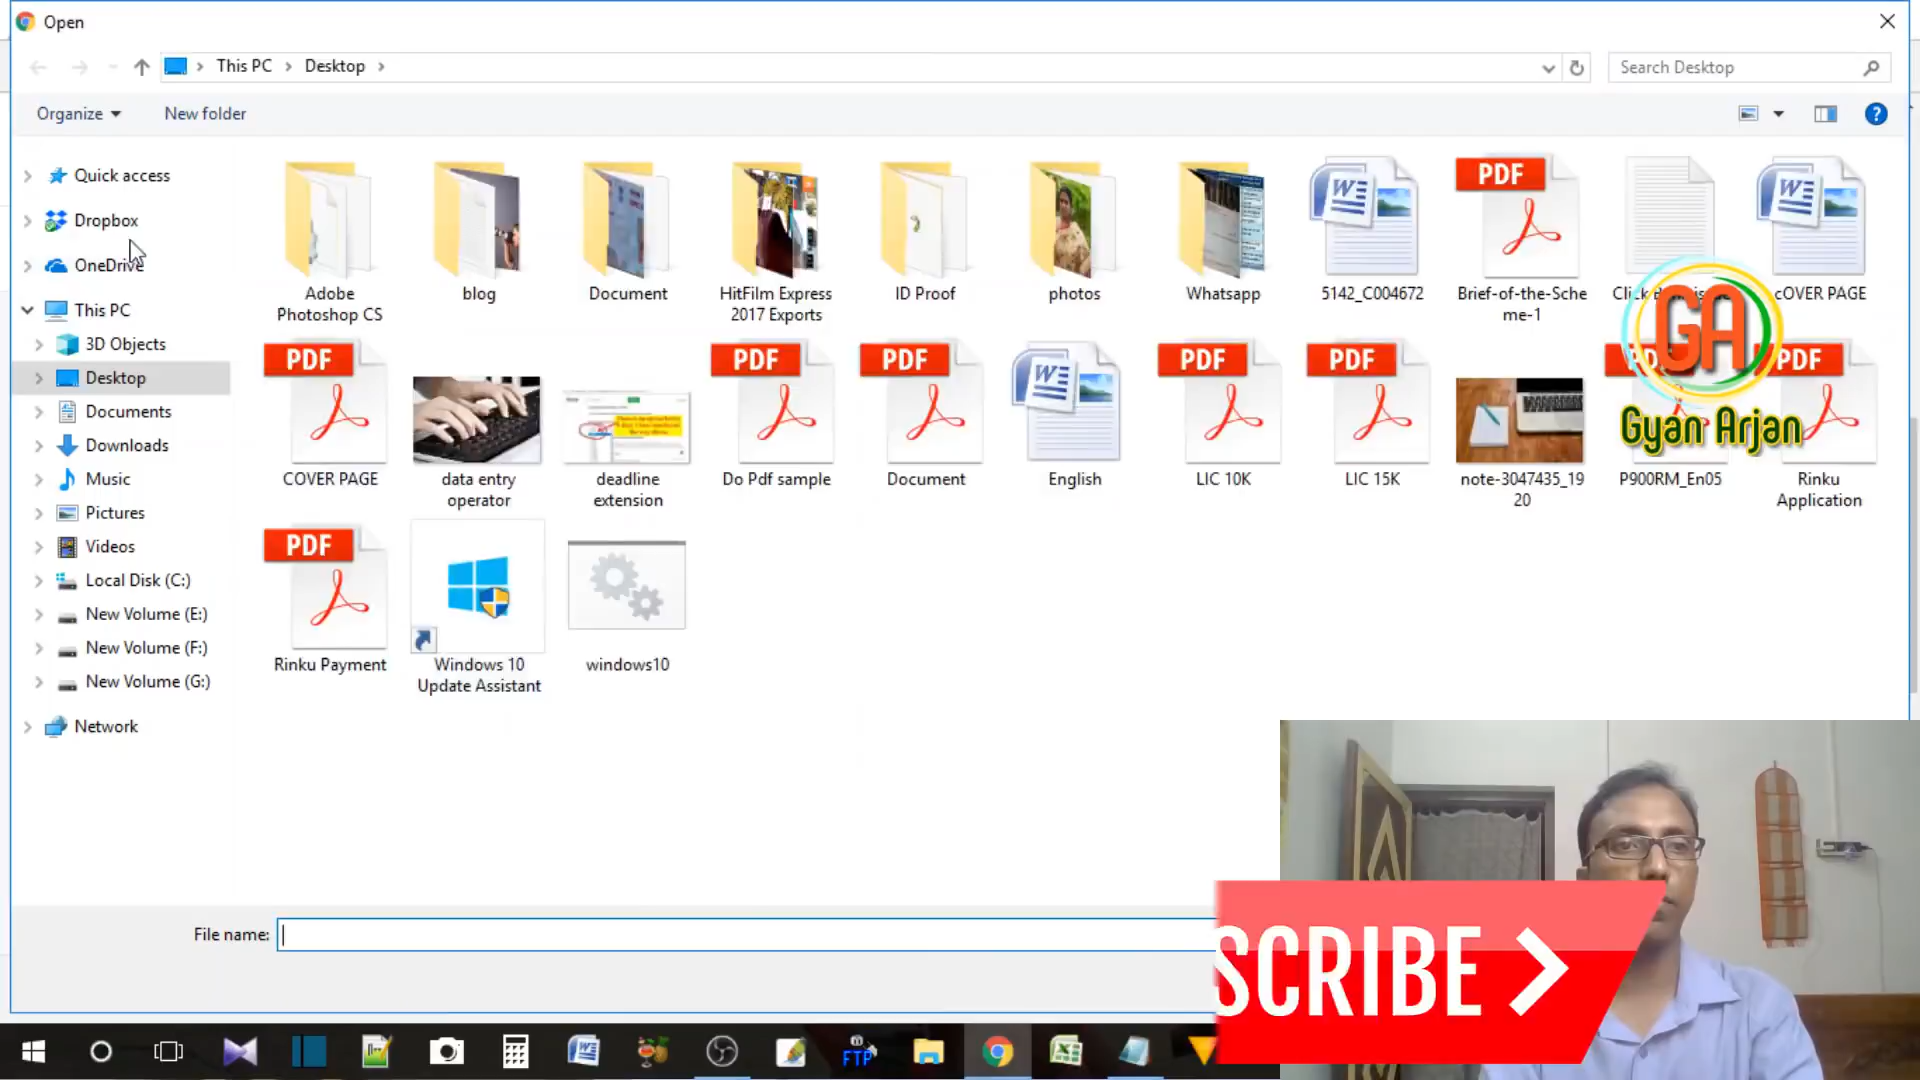 Open
This PC
Desktop
Search Desktop
Organize
New folder
Quick access
Dropbox
OneDrive
This PC
3D Objects
Desktop
Documents
Downloads
Music
Pictures
Videos
Local Disk (C:)
New Volume (E:)
New Volume (F:)
New Volume (G:)
Network
Adobe
Photoshop CS
blog
Document
HitFilm Express
2017 Exports
ID Proof
photos
Whatsapp
5142_C004672
PDF
Brief-of-the-Sche
me-1
Click
cOVER PAGE
GA
Gyan Arjan
PDF
COVER PAGE
data entry
operator
deadline
extension
PDF
Do Pdf sample
PDF
Document
English
PDF
LIC 10K
PDF
LIC 15K
note-3047435_19
20
P900RM_En05
PDF
Rinku
Application
PDF
Rinku Payment
Windows 10
Update Assistant
windows10
File name:
SCRIBE
FTP